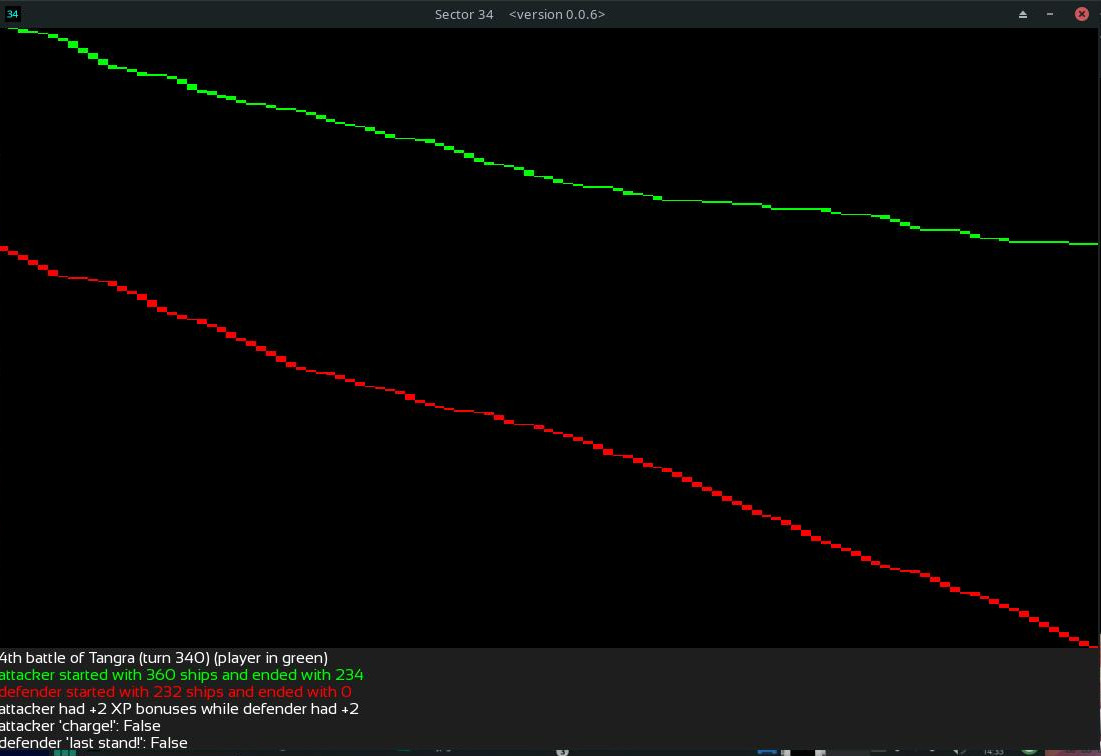 34
Sector 34 <version 0.0.6>
4th battle of Tangra (turn 340) (player in green)
attacker started with 360 ships and ended with 234
defender started with 232 ships and ended with 0
attacker had +2 XP bonuses while defender had +2
attacker 'charge!': False
defender 'last stand!': False